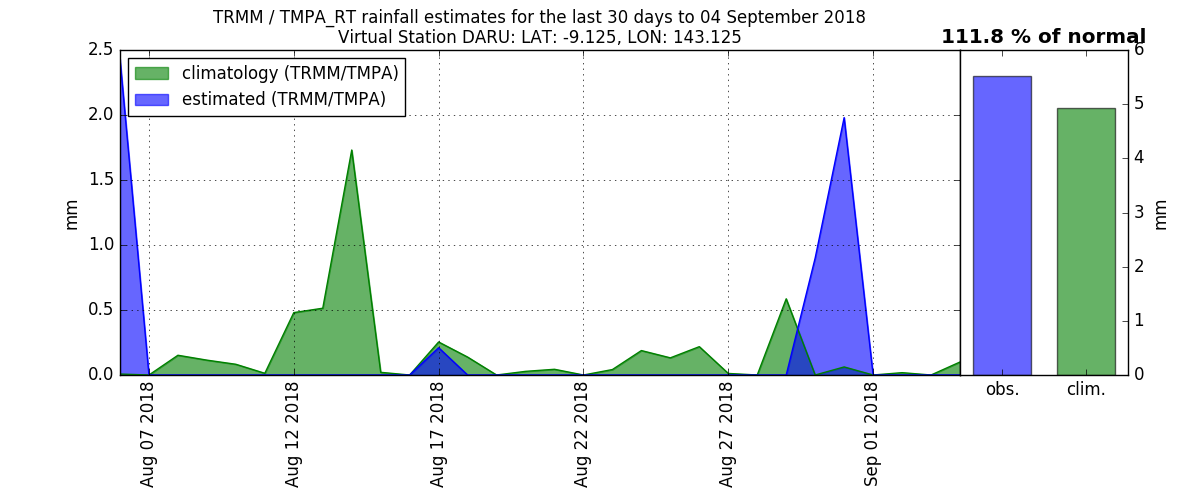 TRMM / TMPA_RT rainfall estimates for the last 30 days to 04 September 2018
Virtual Station DARU: LAT: -9.125, LON: 143.125
111.8 % of normal
climatology (TRMM/TMPA)
estimated (TRMM/TMPA)
2.5
2.0
1.5
1.0
0.5
0.0
mm
Aug 07 2018
Aug 12 2018
Aug 17 2018
Aug 22 2018
Aug 27 2018
Sep 01 2018
6
5
4
3
2
1
0
mm
obs.
clim.